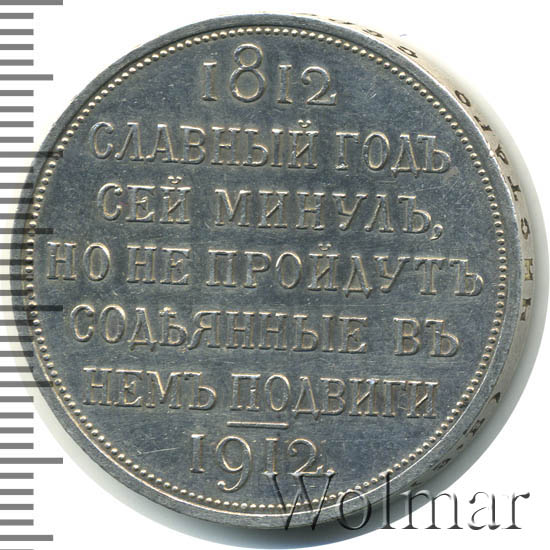 1812
СЛАВНЫЙ ГОДЪ
СЕЙ МИНУЛЪ,
НО НЕ ПРОЙДУТЪ
СОДѢЯННЫЕ ВЪ
НЕМЪ ПОДВИГИ
1912.
Wolmar